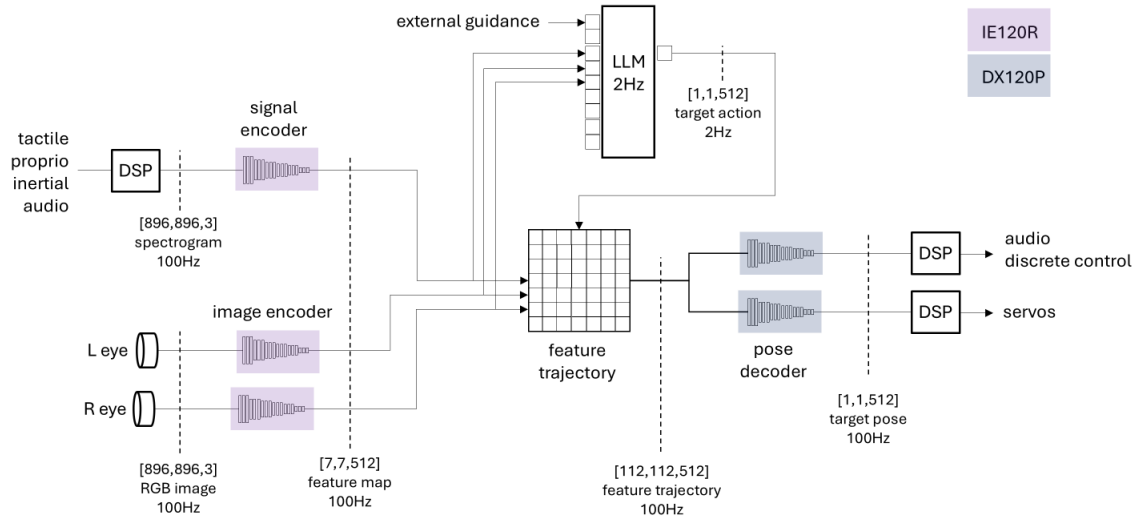 external guidance
LLM
2Hz
IE120R
DX120P
[1,1,512]
target action
2Hz
signal
encoder
tactile
proprio
inertial
audio
DSP
[896,896,3]
spectrogram
100Hz
image encoder
L eye
R eye
[896,896,3]
RGB image
100Hz
[7,7,512]
feature map
100Hz
feature
trajectory
[112,112,512]
feature trajectory
100Hz
pose
decoder
[1,1,512]
target pose
100Hz
DSP
audio
discrete control
DSP
servos